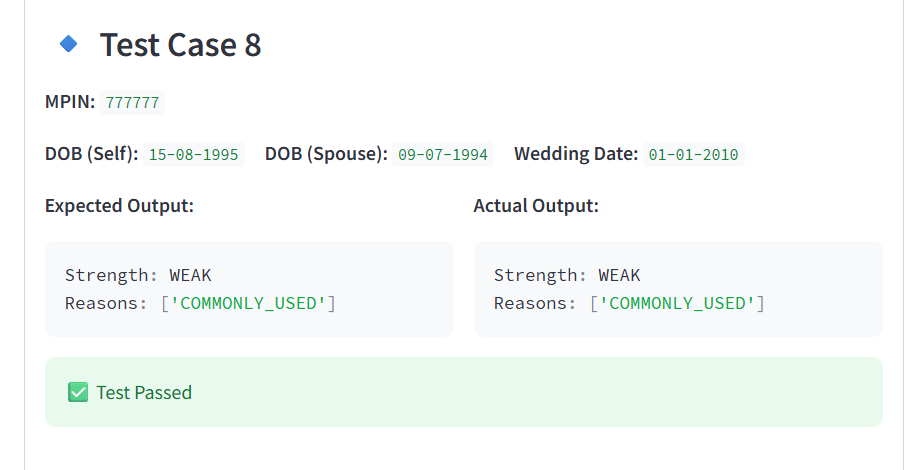 Test Case 8
MPIN: 777777
DOB (Self): 15-08-1995 DOB (Spouse): 09-07-1994 Wedding Date: 01-01-2010
Expected Output:
Strength: WEAK
Reasons: ['COMMONLY_USED']
Actual Output:
Strength: WEAK
Reasons: ['COMMONLY_USED']
Test Passed